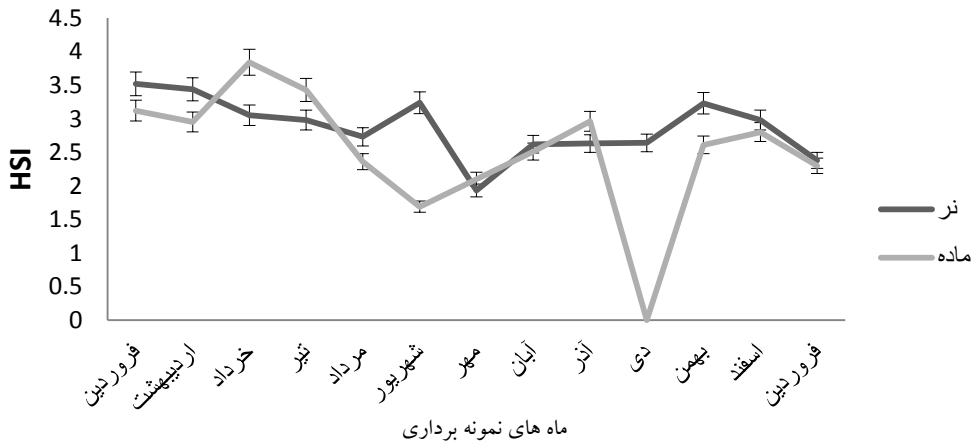 4.5
4
3.5
3
2.5
2
1.5
1
0.5
0
HSI
نر
ماده
فروردین
اردیبهشت
خرداد
تیر
مرداد
شهریور
مهر
آبان
آذر
دی
بهمن
اسفند
فروردین
ماه های نمونه برداری